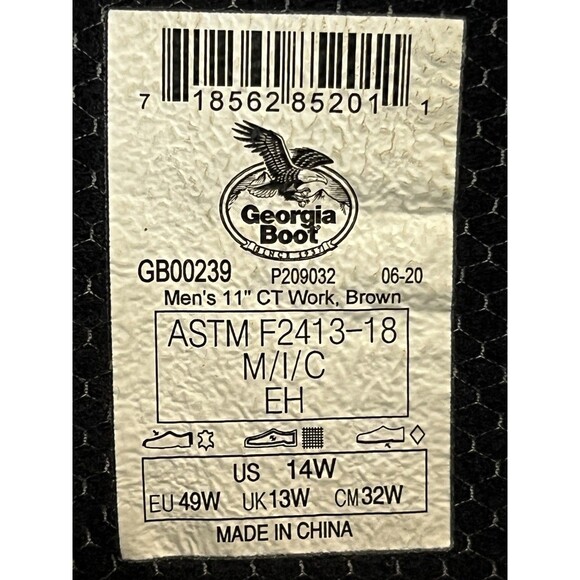 7 18562 85201 1
Georgia
Boot
SINCE 1937
GB00239 P209032 06-20
Men's 11" CT Work, Brown
ASTM F2413-18
M/I/C
EH
US 14W
EU 49W UK 13W CM 32W
MADE IN CHINA